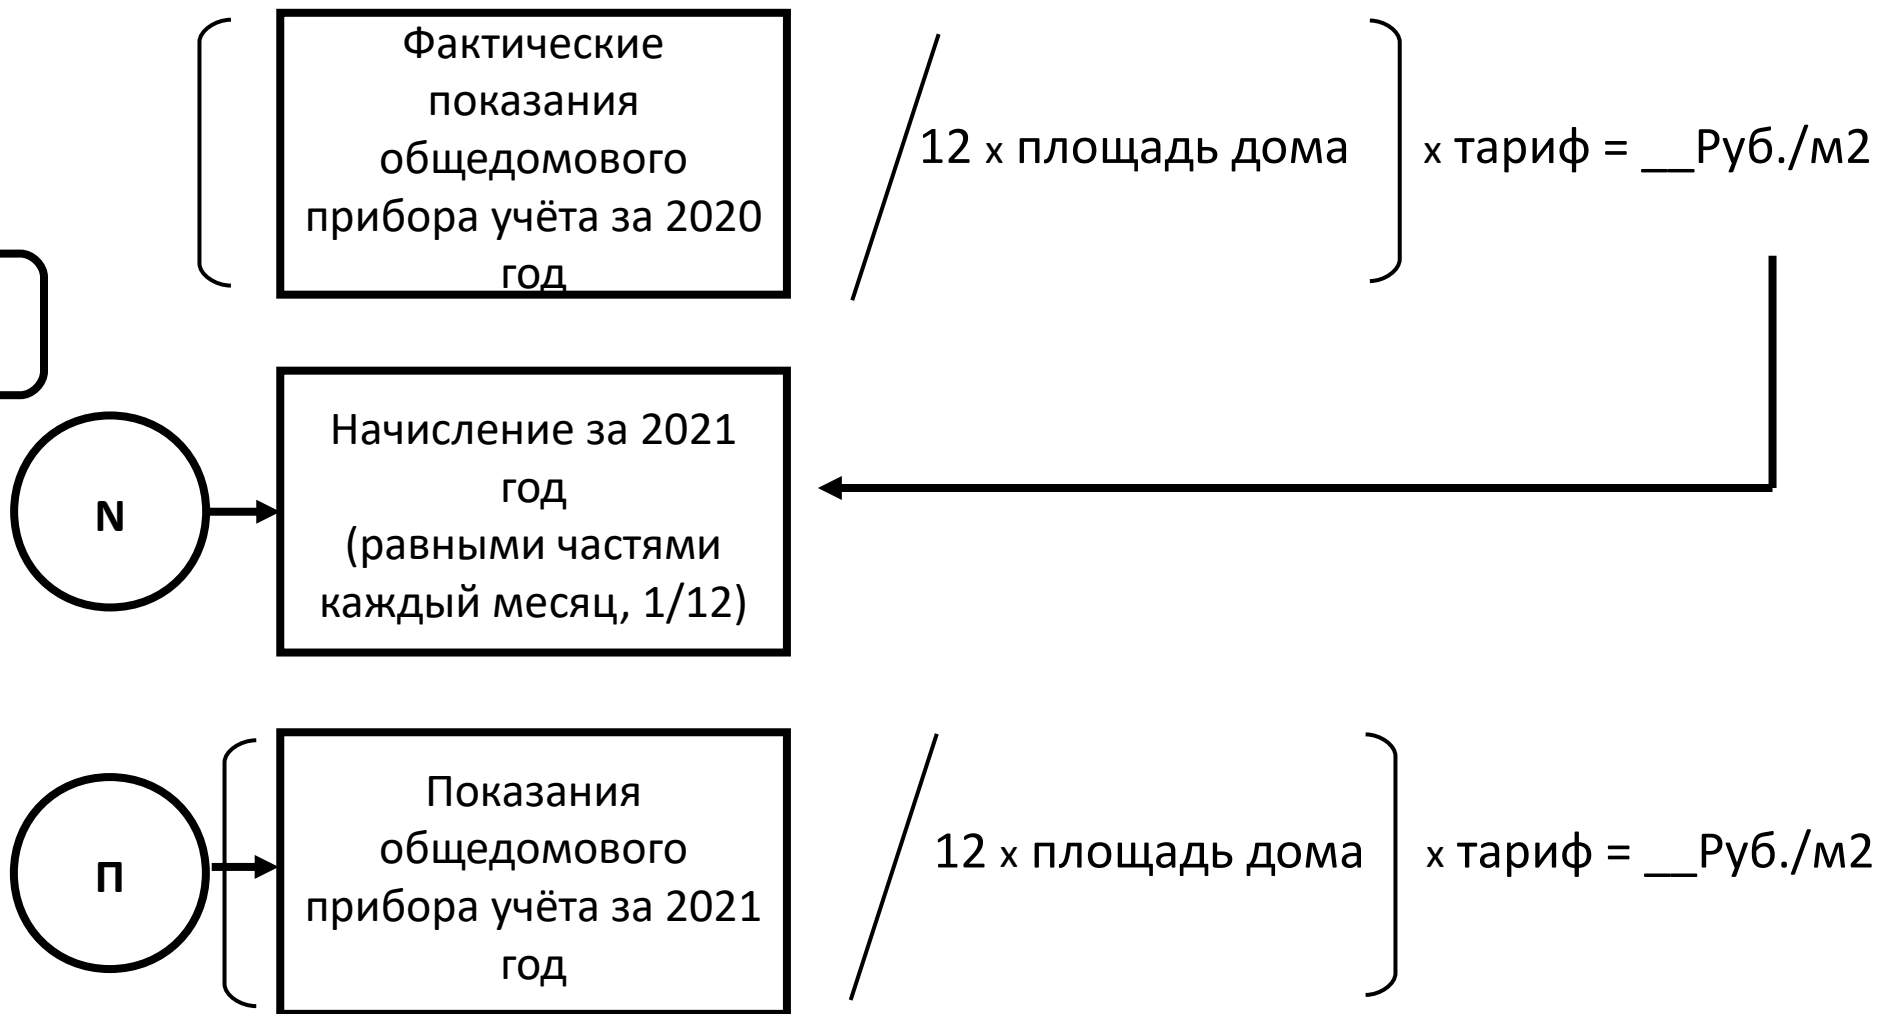 Фактические
показания
общедомового
прибора учёта за 2020
год
/ 12 х площадь дома х тариф = __Руб./м2
N
Начисление за 2021
год
(равными частями
каждый месяц, 1/12)
П
Показания
общедомового
прибора учёта за 2021
год
/ 12 х площадь дома х тариф = __Руб./м2